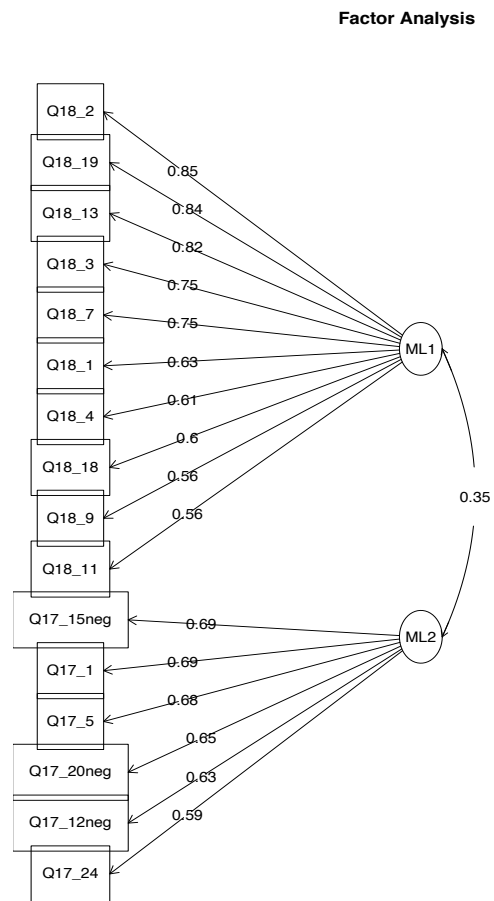 Factor Analysis
Q18_2
Q18_19
Q18_13
Q18_3
Q18_7
Q18_1
Q18_4
Q18_18
Q18_9
Q18_11
Q17_15neg
Q17_1
Q17_5
Q17_20neg
Q17_12neg
Q17_24
0.85
0.84
0.82
0.75
0.75
0.63
0.61
0.6
0.56
0.56
0.69
0.69
0.68
0.65
0.63
0.59
ML1
ML2
0.35